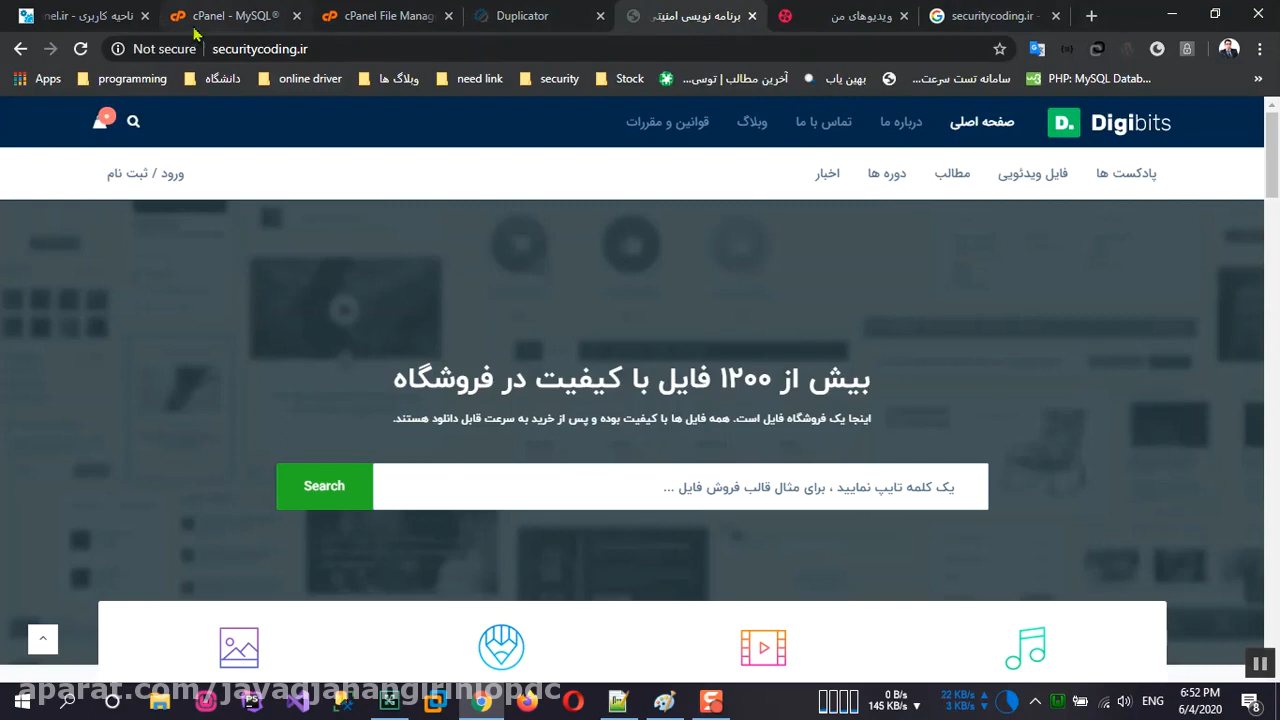 nel.ir - ناحیه کاربری
cPanel - MySQL®
cPanel File Manag
Duplicator
برنامه نویسی امنیتی
ویدیوهای من
securitycoding.ir -
Not secure
securitycoding.ir
Apps
programming
دانشگاه
online driver
وبلاگ ها
need link
security
Stock
آخرین مطالب | توسی...
بهین یاب
سامانه تست سرعت...
PHP: MySQL Datab...
Digibits
D.
صفحه اصلی
درباره ما
تماس با ما
وبلاگ
قوانین و مقررات
پادکست ها
فایل ویدئویی
مطالب
دوره ها
اخبار
ورود / ثبت نام
بیش از ۱۲۰۰ فایل با کیفیت در فروشگاه
اینجا یک فروشگاه فایل است. همه فایل ها با کیفیت بوده و پس از خرید به سرعت قابل دانلود هستند.
Search
یک کلمه تایپ نمایید ، برای مثال قالب فروش فایل ...
0 B/s
145 KB/s
22 KB/s
3 KB/s
ENG
6:52 PM
6/4/2020
8